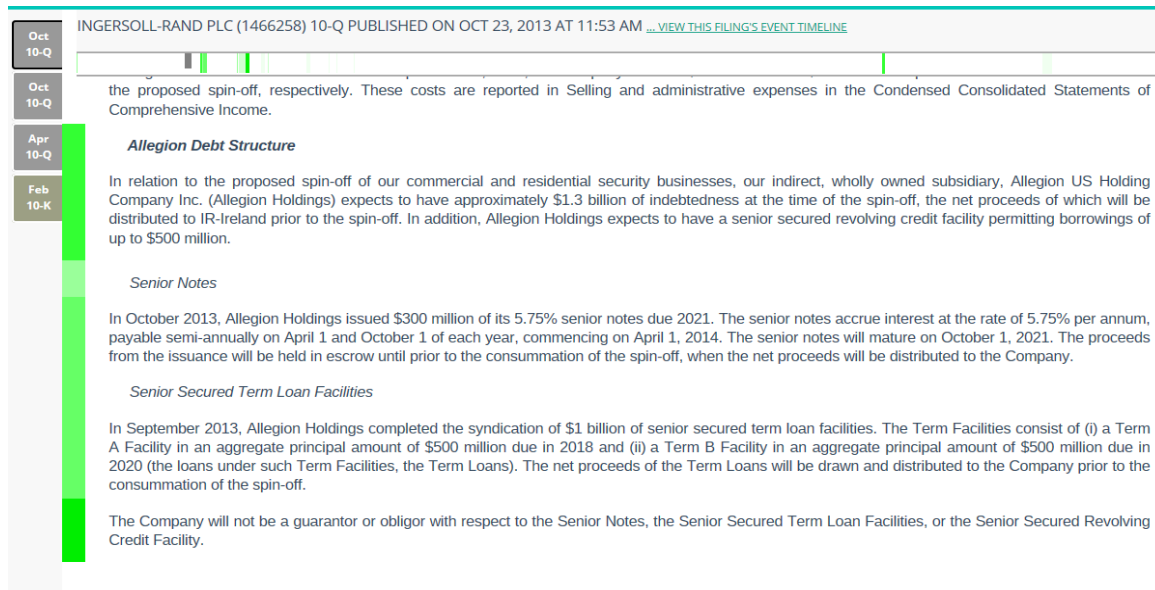 INGERSOLL-RAND PLC (1466258) 10-Q PUBLISHED ON OCT 23, 2013 AT 11:53 AM ... VIEW THIS FILING'S EVENT TIMELINE
Oct
10-Q
Oct
10-Q
Apr
10-Q
Feb
10-K
the proposed spin-off, respectively. These costs are reported in Selling and administrative expenses in the Condensed Consolidated Statements of
Comprehensive Income.
Allegion Debt Structure
In relation to the proposed spin-off of our commercial and residential security businesses, our indirect, wholly owned subsidiary, Allegion US Holding
Company Inc. (Allegion Holdings) expects to have approximately $1.3 billion of indebtedness at the time of the spin-off, the net proceeds of which will be
distributed to IR-Ireland prior to the spin-off. In addition, Allegion Holdings expects to have a senior secured revolving credit facility permitting borrowings of
up to $500 million.
Senior Notes
In October 2013, Allegion Holdings issued $300 million of its 5.75% senior notes due 2021. The senior notes accrue interest at the rate of 5.75% per annum,
payable semi-annually on April 1 and October 1 of each year, commencing on April 1, 2014. The senior notes will mature on October 1, 2021. The proceeds
from the issuance will be held in escrow until prior to the consummation of the spin-off, when the net proceeds will be distributed to the Company.
Senior Secured Term Loan Facilities
In September 2013, Allegion Holdings completed the syndication of $1 billion of senior secured term loan facilities. The Term Facilities consist of (i) a Term
A Facility in an aggregate principal amount of $500 million due in 2018 and (ii) a Term B Facility in an aggregate principal amount of $500 million due in
2020 (the loans under such Term Facilities, the Term Loans). The net proceeds of the Term Loans will be drawn and distributed to the Company prior to the
consummation of the spin-off.
The Company will not be a guarantor or obligor with respect to the Senior Notes, the Senior Secured Term Loan Facilities, or the Senior Secured Revolving
Credit Facility.